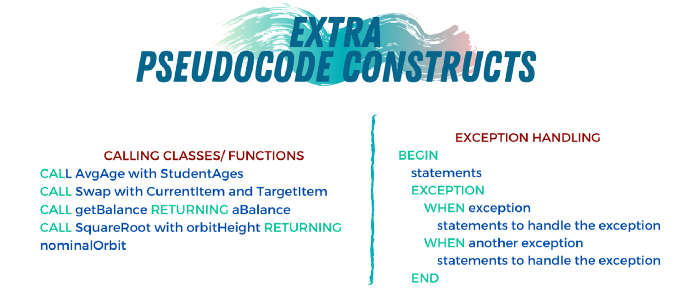 EXTRA
PSEUDOCODE CONSTRUCTS
CALLING CLASSES/ FUNCTIONS
CALL AvgAge with StudentAges
CALL Swap with CurrentItem and TargetItem
CALL getBalance RETURNING aBalance
CALL SquareRoot with orbitHeight RETURNING
nominalOrbit
EXCEPTION HANDLING
BEGIN
statements
EXCEPTION
WHEN exception
statements to handle the exception
WHEN another exception
statements to handle the exception
END